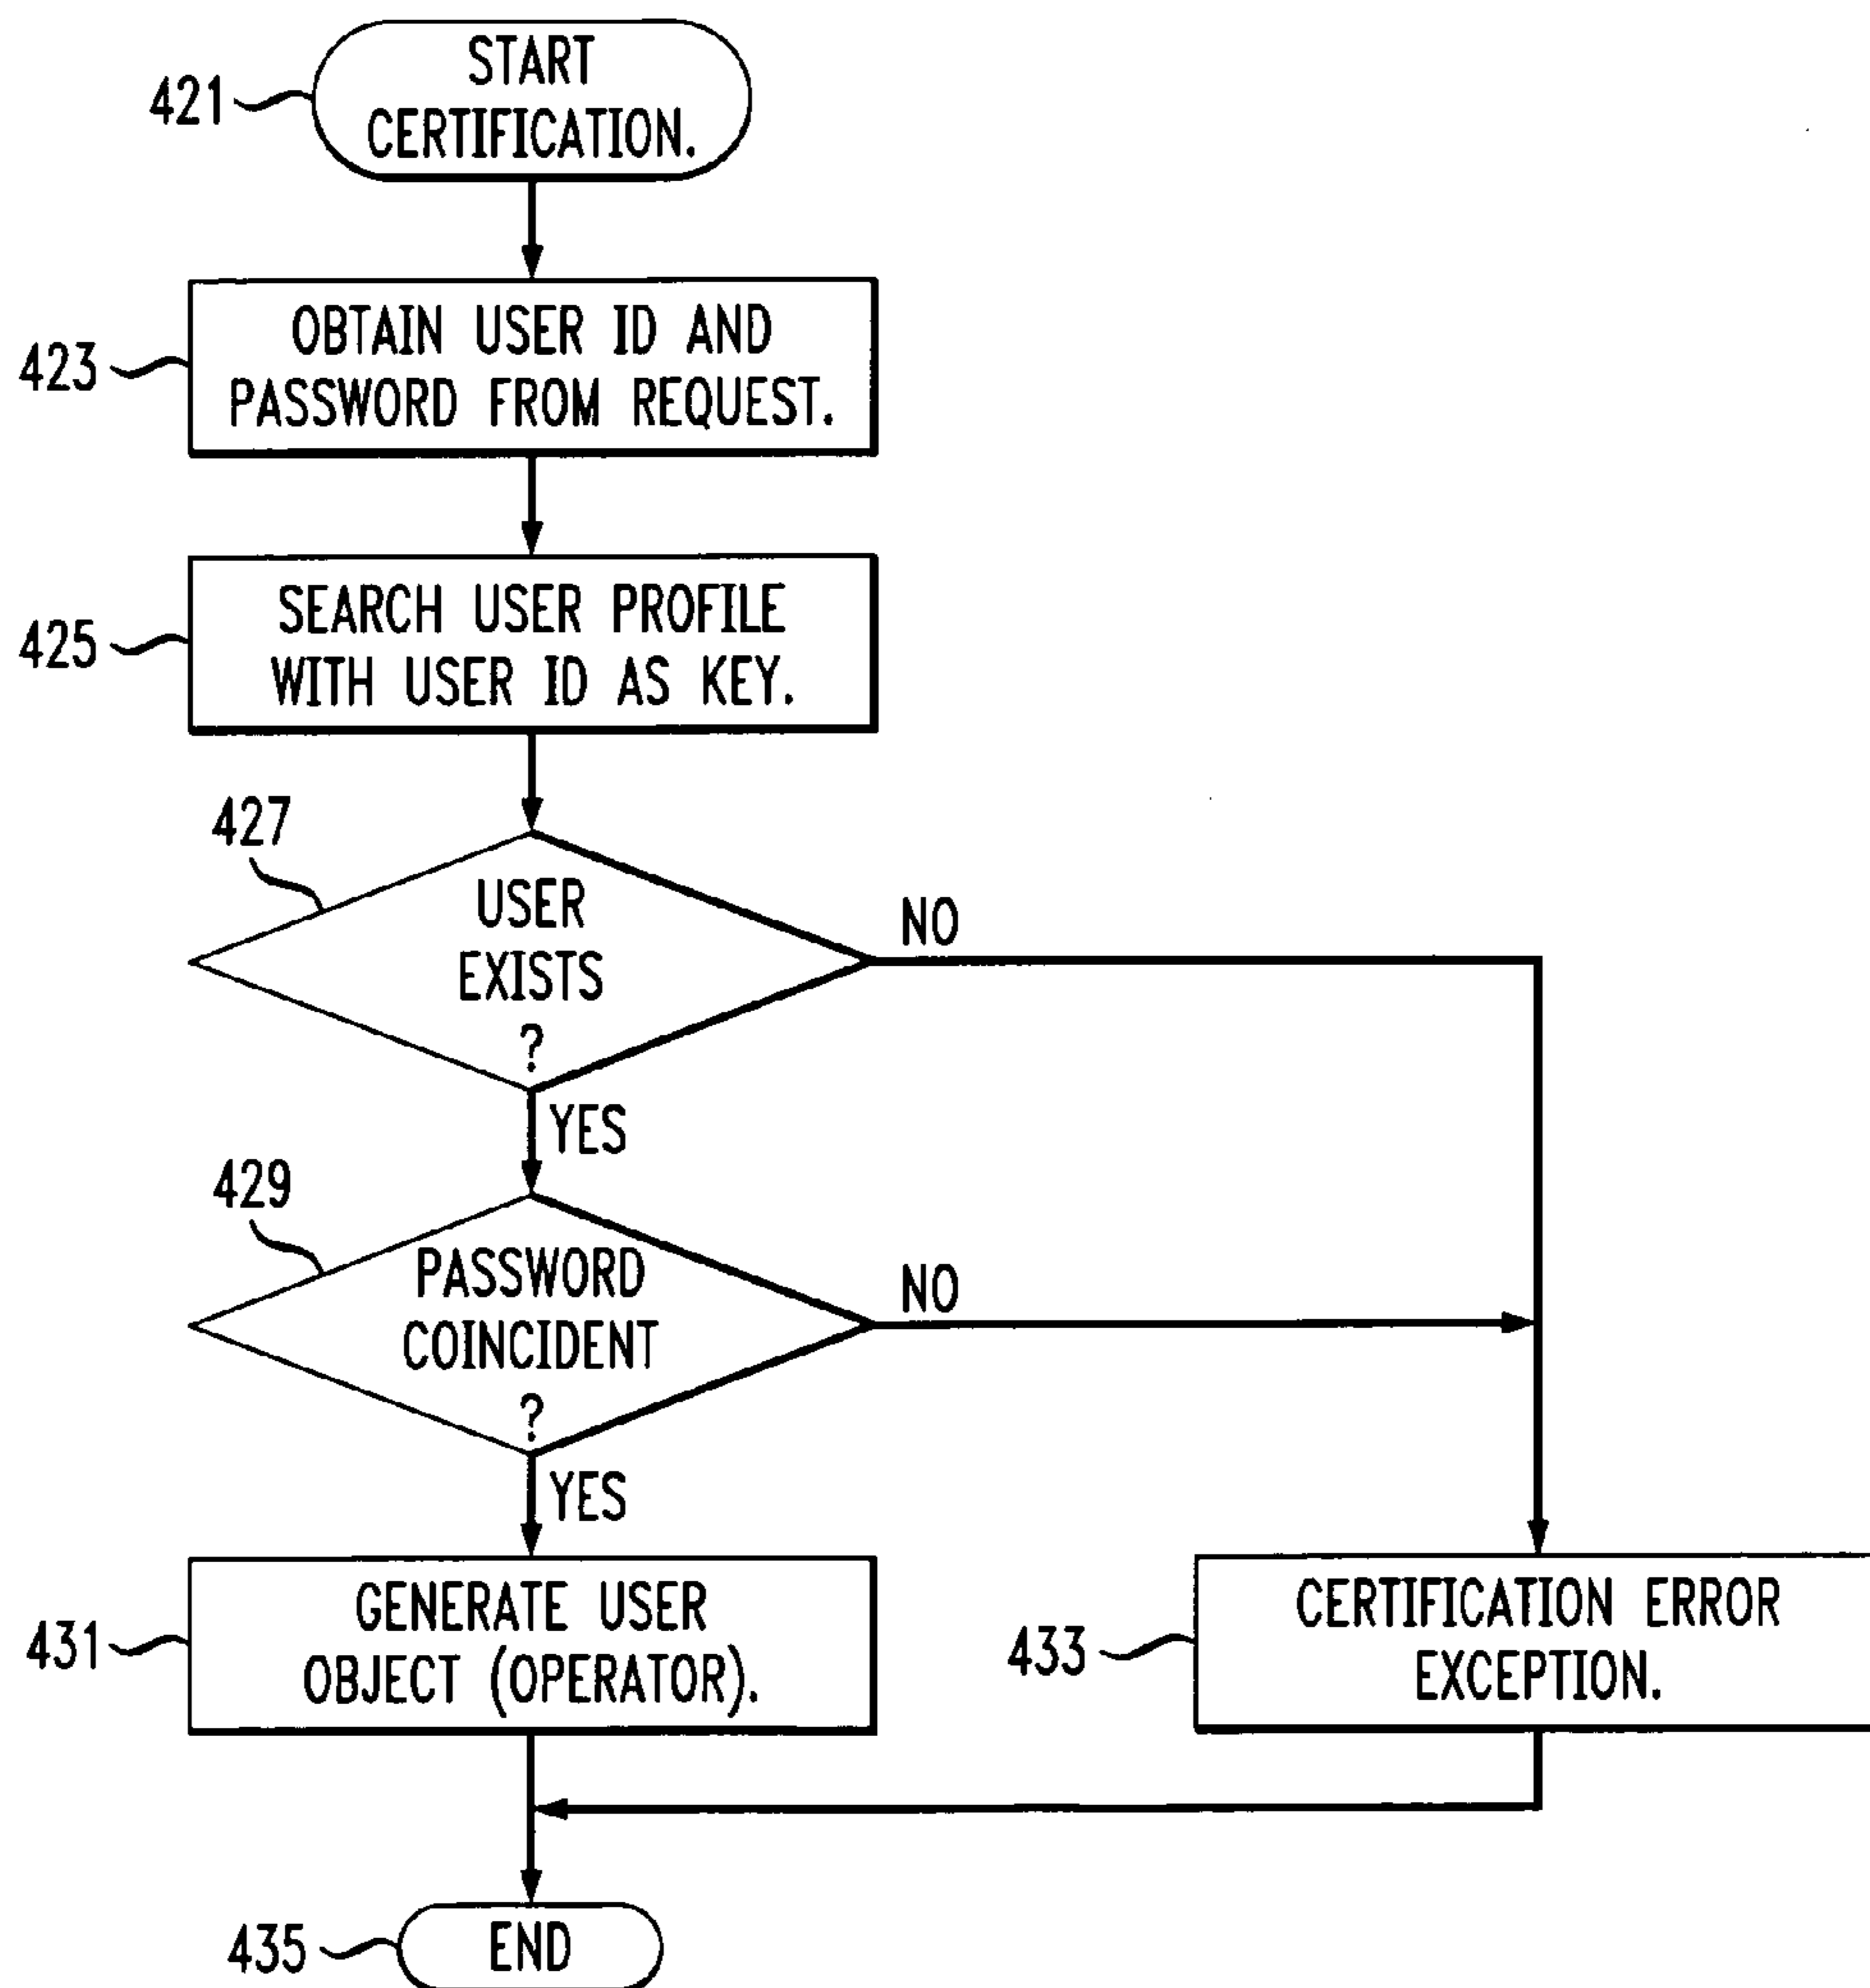 421
START
CERTIFICATION.
423
OBTAIN USER ID AND
PASSWORD FROM REQUEST.
425
SEARCH USER PROFILE
WITH USER ID AS KEY.
427
USER
EXISTS
?
NO
YES
429
PASSWORD
COINCIDENT
?
NO
YES
431
GENERATE USER
OBJECT (OPERATOR).
433
CERTIFICATION ERROR
EXCEPTION.
435
END